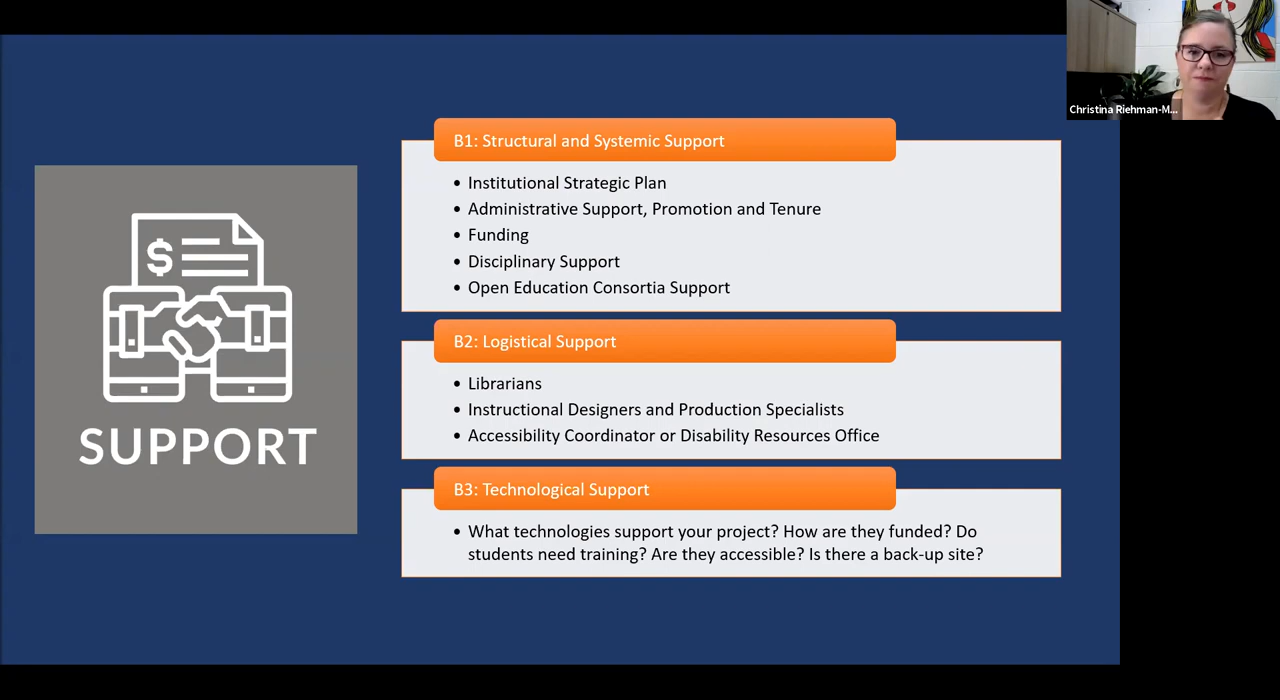 Christina Riehman-M...
B1: Structural and Systemic Support
• Institutional Strategic Plan
• Administrative Support, Promotion and Tenure
• Funding
• Disciplinary Support
• Open Education Consortia Support
$
SUPPORT
B2: Logistical Support
• Librarians
• Instructional Designers and Production Specialists
• Accessibility Coordinator or Disability Resources Office
B3: Technological Support
• What technologies support your project? How are they funded? Do
students need training? Are they accessible? Is there a back-up site?